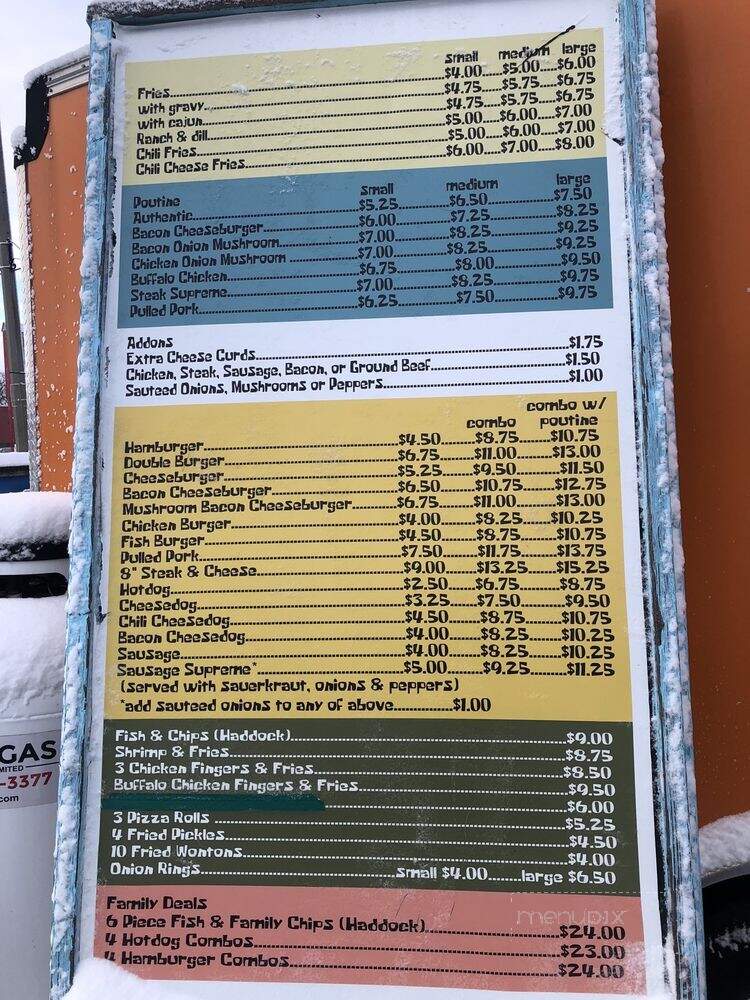 small medium large
Fries..........$4.00.....$5.00....$6.00
with gravy..........$4.75.....$5.75....$6.75
with cajun..........$4.75.....$5.75....$6.75
Ranch & dill..........$5.00....$6.00....$7.00
Chili Fries..........$5.00....$6.00....$7.00
Chili Cheese Fries..........$6.00....$7.00....$8.00
Poutine small medium large
Authentic..........$5.25..........$6.50..........$7.50
Bacon Cheeseburger..........$6.00..........$7.25..........$8.25
Bacon Onion Mushroom..........$7.00..........$8.25..........$9.25
Chicken Onion Mushroom ..........$7.00..........$8.25..........$9.25
Buffalo Chicken..........$6.75..........$8.00..........$9.50
Steak Supreme..........$7.00..........$8.25..........$9.75
Pulled Pork..........$6.25..........$7.50..........$9.75
Addons
Extra Cheese Curds..........$1.75
Chicken, Steak, Sausage, Bacon, or Ground Beef..........$1.50
Sauteed Onions, Mushrooms or Peppers..........$1.00
combo w/
combo poutine
Hamburger..........$4.50........$8.75........$10.75
Double Burger..........$6.75........$11.00........$13.00
Cheeseburger..........$5.25........$9.50........$11.50
Bacon Cheeseburger..........$6.50........$10.75........$12.75
Mushroom Bacon Cheeseburger..........$6.75........$11.00........$13.00
Chicken Burger..........$4.00........$8.25........$10.25
Fish Burger..........$4.50........$8.75........$10.75
Pulled Pork..........$7.50........$11.75........$13.75
8" Steak & Cheese..........$9.00........$13.25........$15.25
Hotdog..........$2.50........$6.75........$8.75
Cheesedog..........$3.25........$7.50........$9.50
Chili Cheesedog..........$4.50........$8.75........$10.75
Bacon Cheesedog..........$4.00........$8.25........$10.25
Sausage..........$4.00........$8.25........$10.25
Sausage Supreme*..........$5.00........$9.25........$11.25
(served with sauerkraut, onions & peppers)
*add sauteed onions to any of above..........$1.00
Fish & Chips (Haddock)..........$9.00
Shrimp & Fries..........$8.75
3 Chicken Fingers & Fries..........$8.50
Buffalo Chicken Fingers & Fries..........$9.50
..........$6.00
3 Pizza Rolls ..........$5.25
4 Fried Pickles..........$4.50
10 Fried Wontons..........$4.00
Onion Rings..........small $4.00........large $6.50
Family Deals
6 Piece Fish & Family Chips (Haddock)..........$24.00
4 Hotdog Combos..........$23.00
4 Hamburger Combos..........$24.00
GAS
MITED
-3377
com
menupix